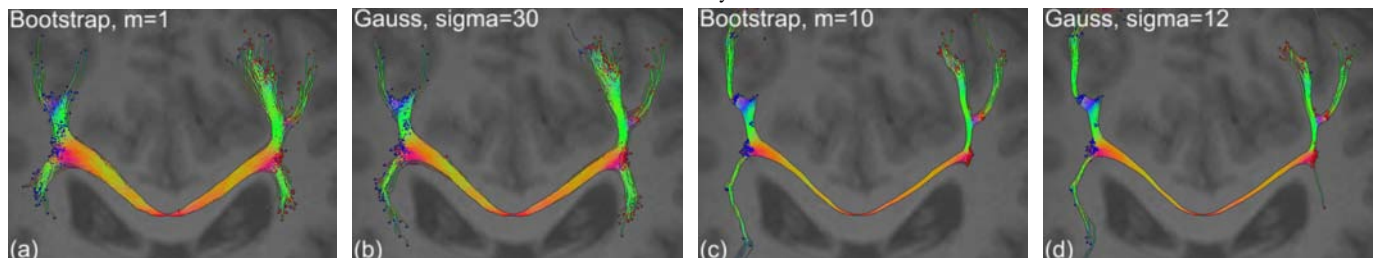 Bootstrap, m=1
Gauss, sigma=30
Bootstrap, m=10
Gauss, sigma=12
(a)
(b)
(c)
(d)